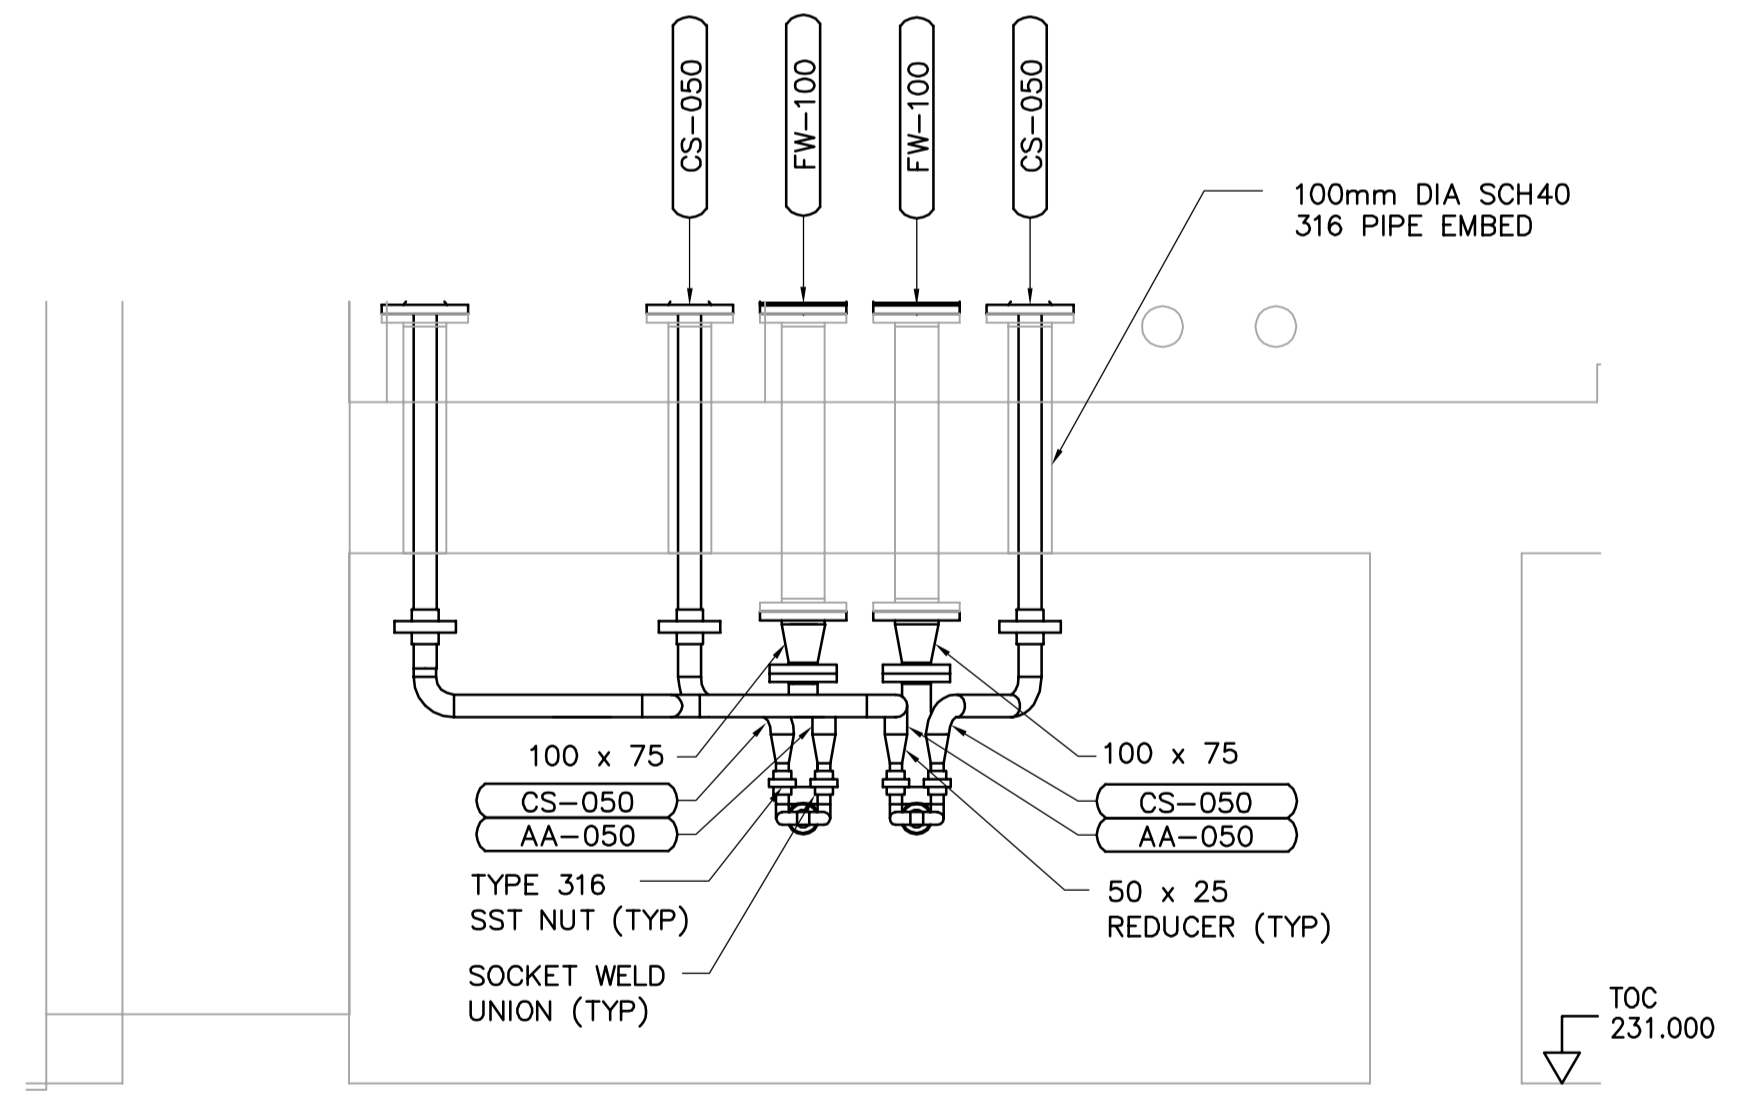 CS-050
FW-100
FW-100
CS-050
100mm DIA SCH40
316 PIPE EMBED
100 x 75
100 x 75
CS-050
AA-050
CS-050
AA-050
TYPE 316
SST NUT (TYP)
50 x 25
REDUCER (TYP)
SOCKET WELD
UNION (TYP)
TOC
231.000